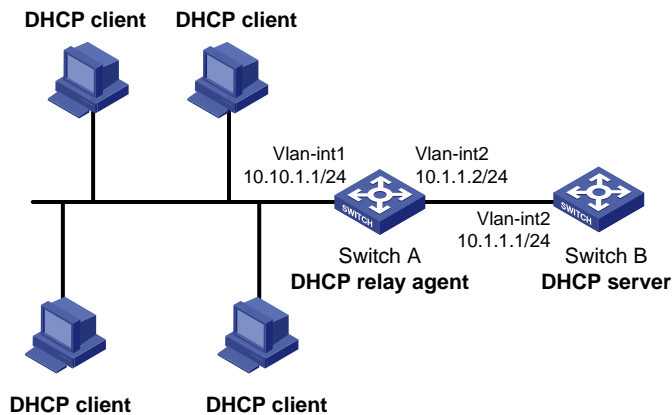 DHCP client
DHCP client
Vlan-int1
10.10.1.1/24
Vlan-int2
10.1.1.2/24
SWITCH
SWITCH
Vlan-int2
10.1.1.1/24
Switch A
DHCP relay agent
Switch B
DHCP server
DHCP client
DHCP client